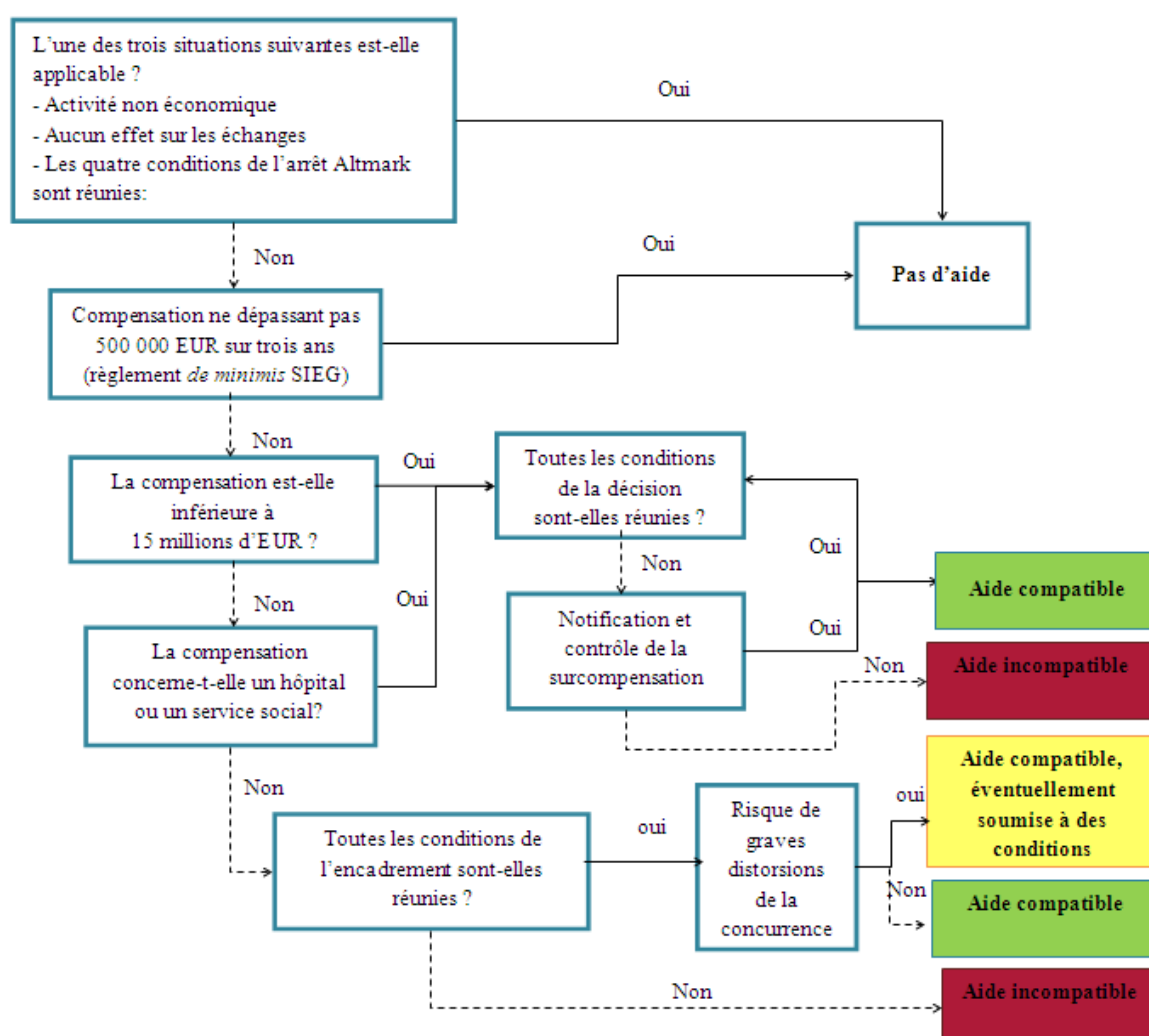 L'une des trois situations suivantes est-elle
applicable ?
- Activité non économique
- Aucun effet sur les échanges
- Les quatre conditions de l'arrêt Altmark
sont réunies:
Oui
Non
Oui
Pas d'aide
Compensation ne dépassant pas
500 000 EUR sur trois ans
(règlement de minimis SIEG)
Non
La compensation est-elle
inférieure à
15 millions d'EUR ?
Oui
Toutes les conditions
de la décision
sont-elles réunies ?
Non
Oui
Non
Oui
Aide compatible
La compensation
concerne-t-elle un hôpital
ou un service social?
Notification et
contrôle de la
surcompensation
Oui
Non
Aide incompatible
Non
Toutes les conditions de
l'encadrement sont-elles
réunies ?
oui
Risque de
graves
distorsions
de la
concurrence
oui
Aide compatible,
éventuellement
soumise à des
conditions
Non
Aide compatible
Non
Aide incompatible